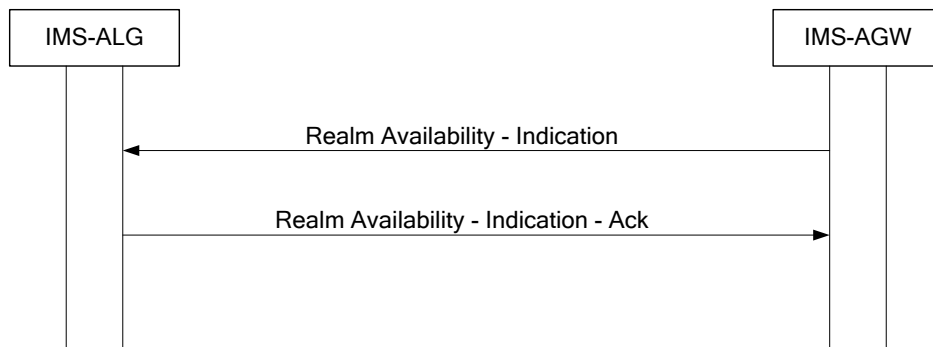 IMS-ALG
IMS-AGW
Realm Availability - Indication
Realm Availability - Indication - Ack